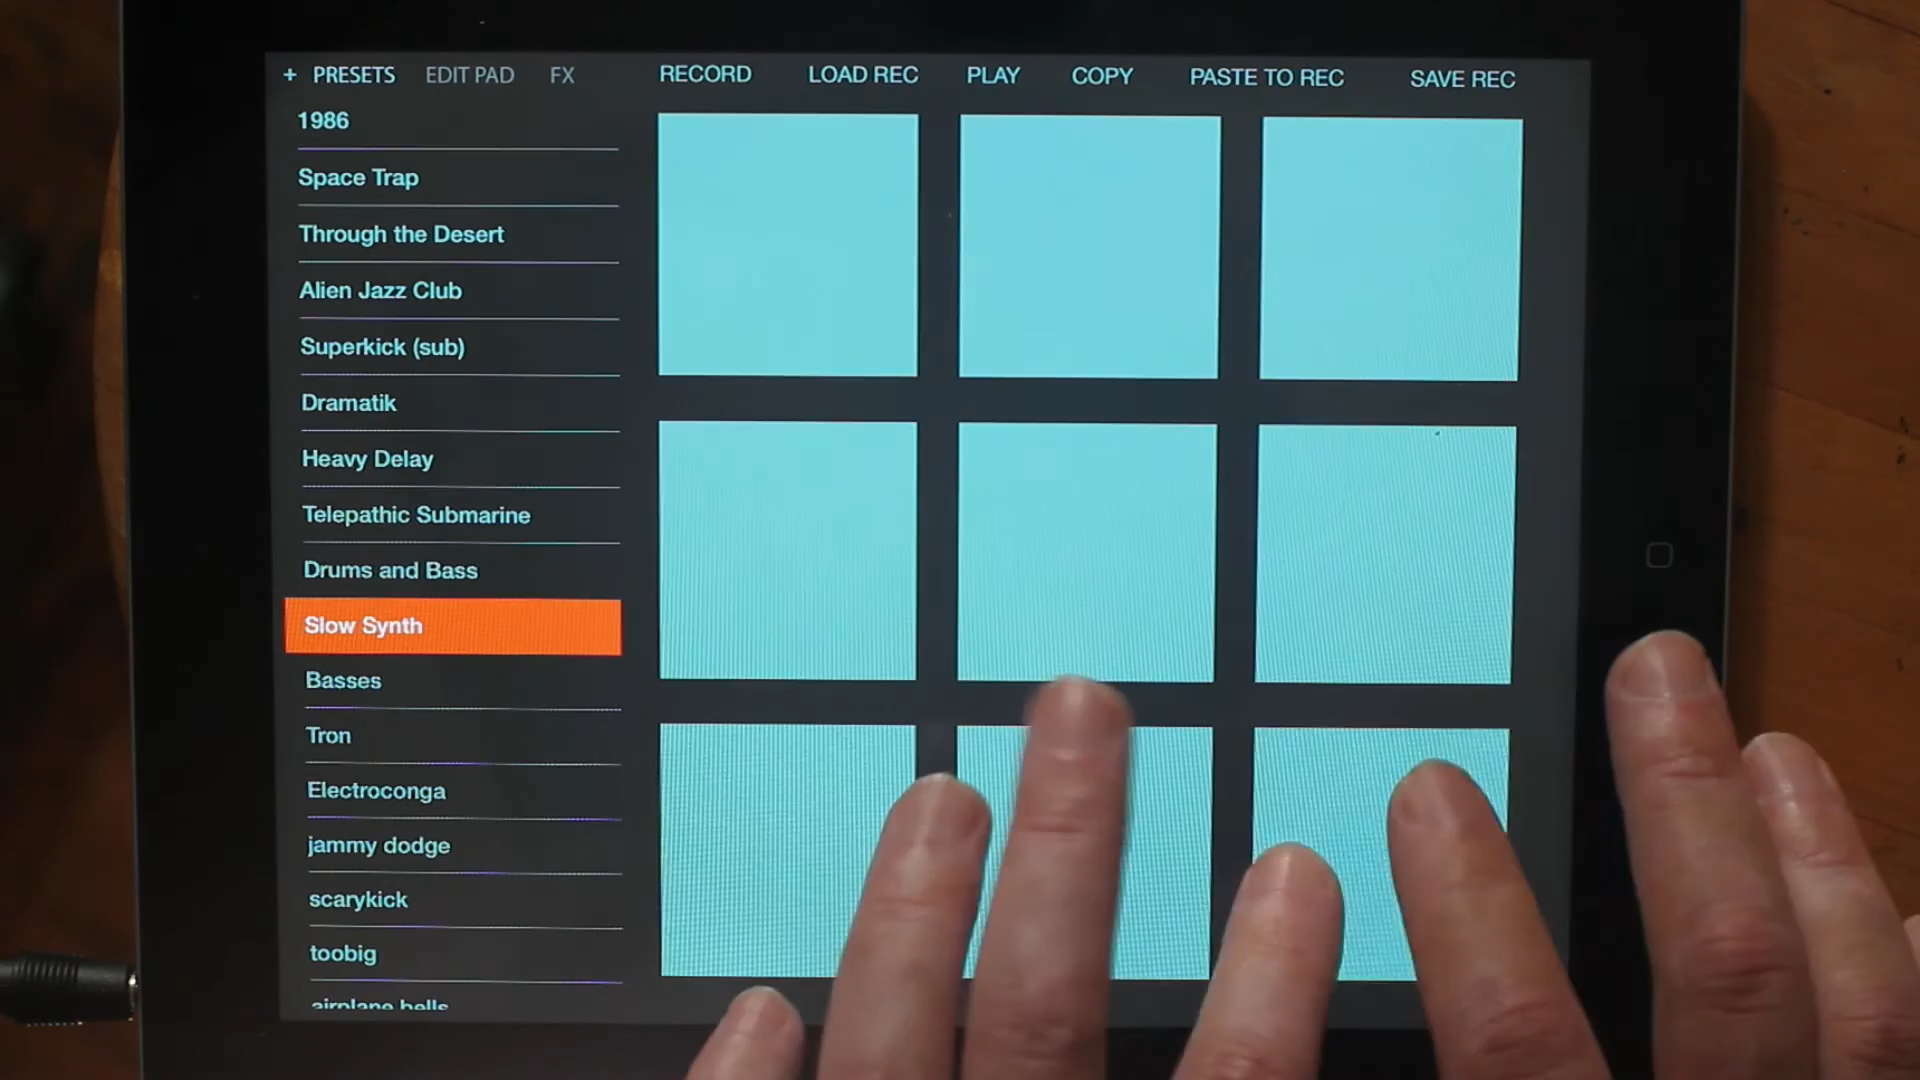 + PRESETS EDIT PAD FX RECORD LOAD REC PLAY COPY PASTE TO REC SAVE REC
1986
Space Trap
Through the Desert
Alien Jazz Club
Superkick (sub)
Dramatik
Heavy Delay
Telepathic Submarine
Drums and Bass
Slow Synth
Basses
Tron
Electroconga
jammy dodge
scarykick
toobig
airplane bells